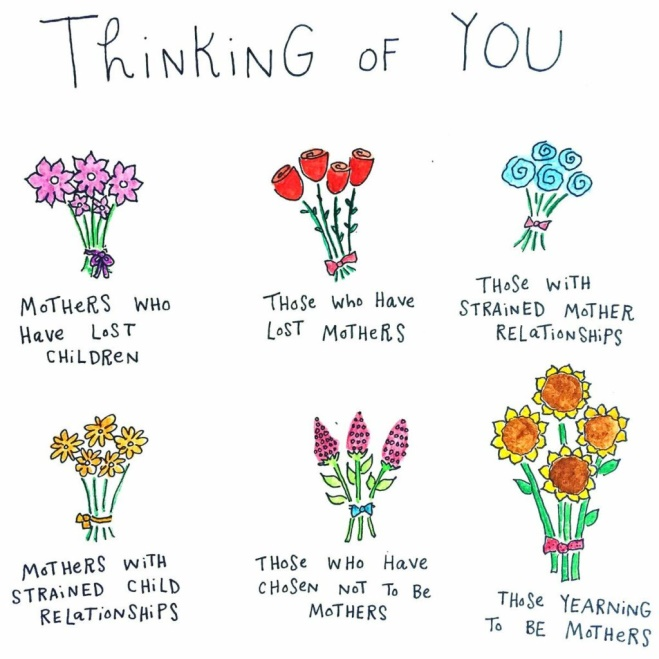 THiNKiNG OF YOU
MOTHERS WHO
Have LOST
CHiLDREN
THOSE WHO Have
LOST MOTHERS
THOSE WiTH
STRAiNED MOTHER
RELaTiONSHiPS
MOTHERS WiTH
STRaiNED CHiLD
RELaTiONSHiPS
THOSE WHO Have
CHOSEN NOT TO Be
MOTHERS
THOSE YEARNiNG
To BE MOTHERS